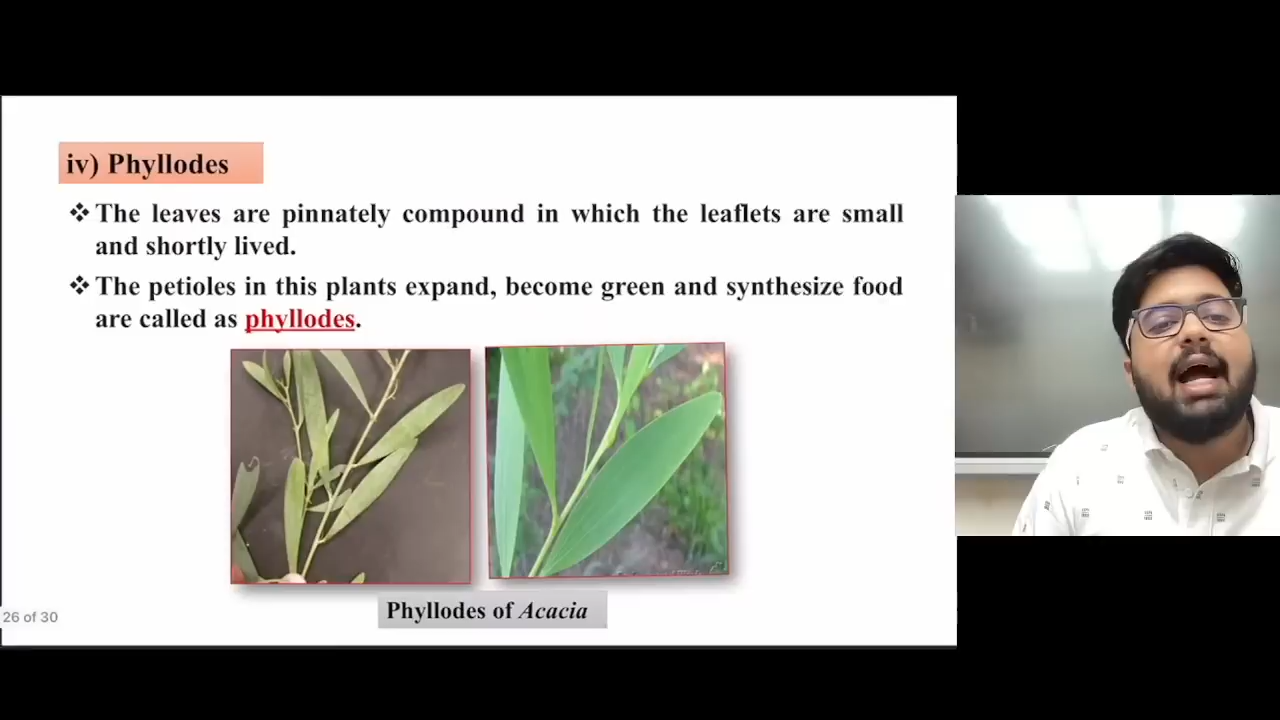 iv) Phyllodes
❖ The leaves are pinnately compound in which the leaflets are small
and shortly lived.
❖ The petioles in this plants expand, become green and synthesize food
are called as phyllodes.
Phyllodes of Acacia
26 of 30